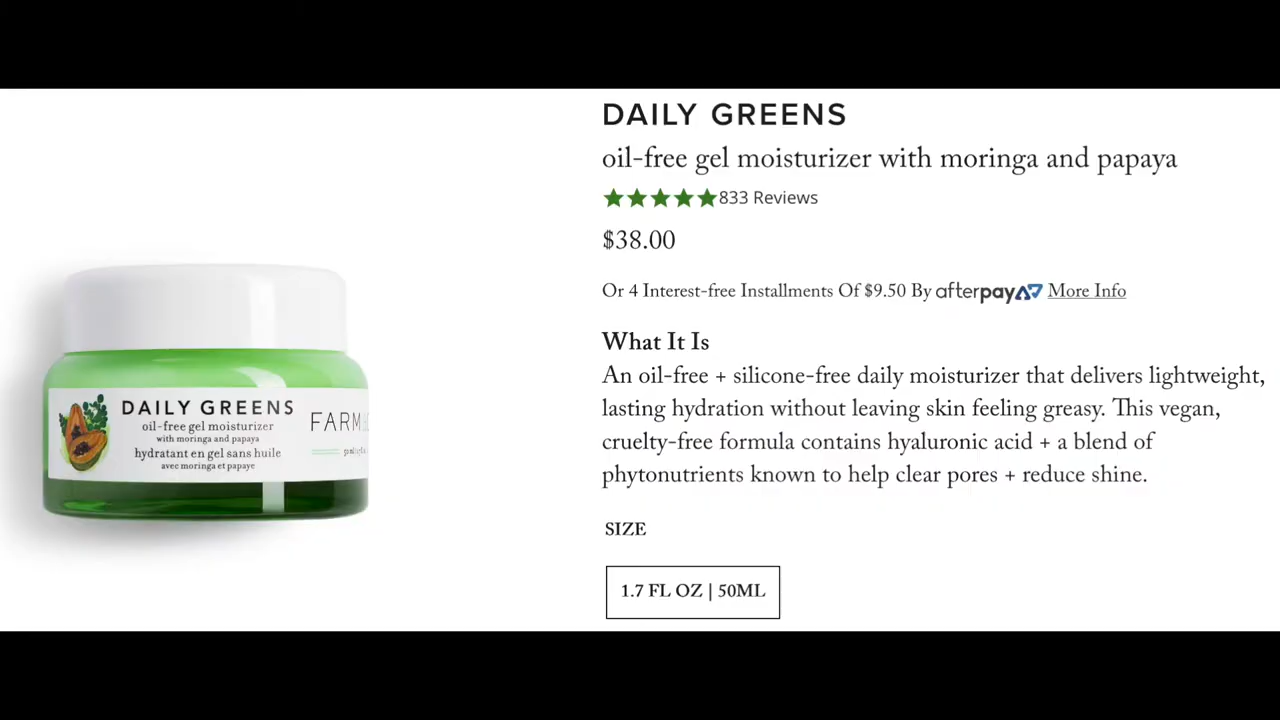 DAILY GREENS
oil-free gel moisturizer with moringa and papaya
833 Reviews
$38.00
Or 4 Interest-free Installments Of $9.50 By afterpay More Info
What It Is
An oil-free + silicone-free daily moisturizer that delivers lightweight,
lasting hydration without leaving skin feeling greasy. This vegan,
cruelty-free formula contains hyaluronic acid + a blend of
phytonutrients known to help clear pores + reduce shine.
SIZE
1.7 FL OZ | 50ML
DAILY GREENS
oil-free gel moisturizer
with moringa and papaya
hydratant en gel sans huile
avec moringa et papaye
FARM